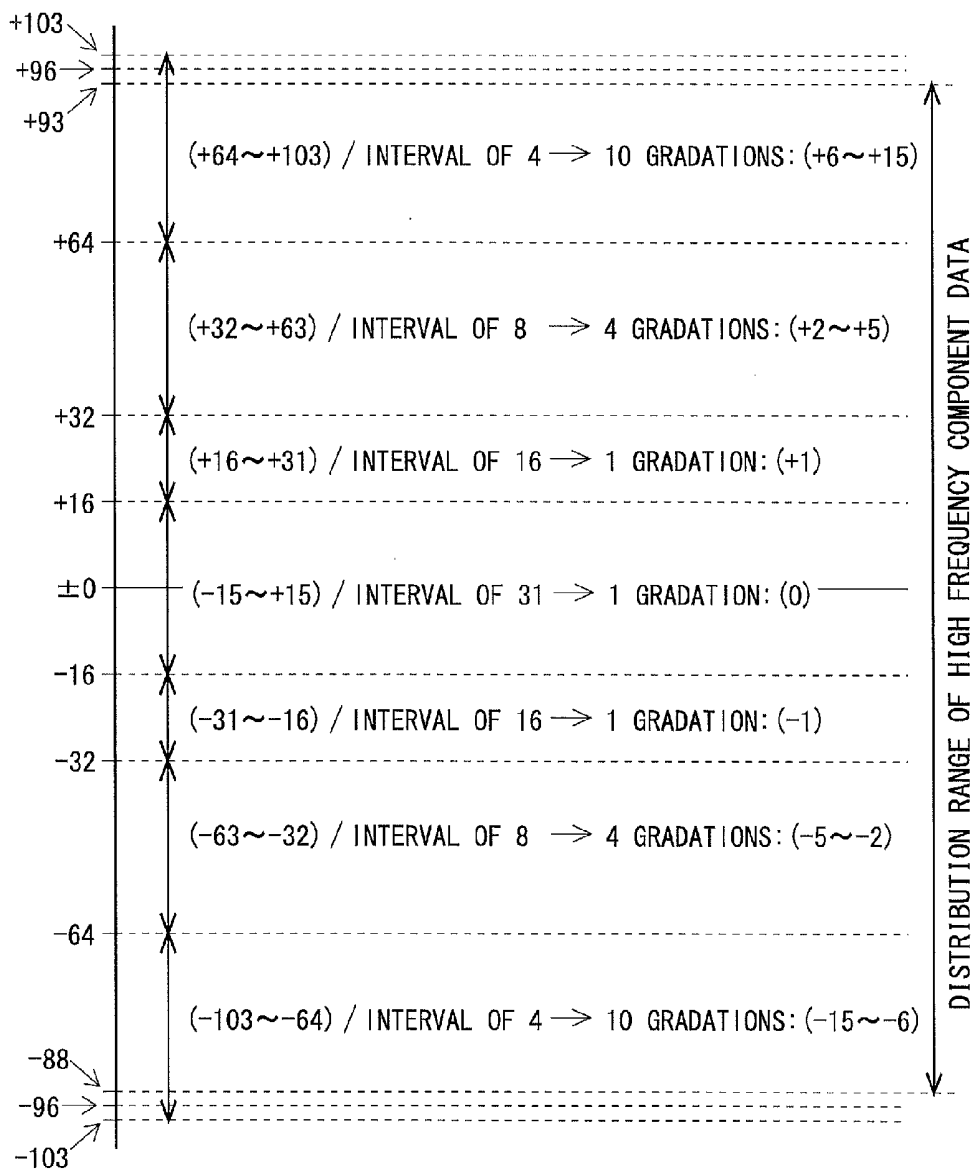 +103
+96
+93
(+64~+103) / INTERVAL OF 4 → 10 GRADATIONS: (+6~+15)
+64
(+32~+63) / INTERVAL OF 8 → 4 GRADATIONS: (+2~+5)
+32
(+16~+31) / INTERVAL OF 16 → 1 GRADATION: (+1)
+16
±0
(-15~+15) / INTERVAL OF 31 → 1 GRADATION: (0)
-16
(-31~-16) / INTERVAL OF 16 → 1 GRADATION: (-1)
-32
(-63~-32) / INTERVAL OF 8 → 4 GRADATIONS: (-5~-2)
-64
(-103~-64) / INTERVAL OF 4 → 10 GRADATIONS: (-15~-6)
-88
-96
-103
DISTRIBUTION RANGE OF HIGH FREQUENCY COMPONENT DATA